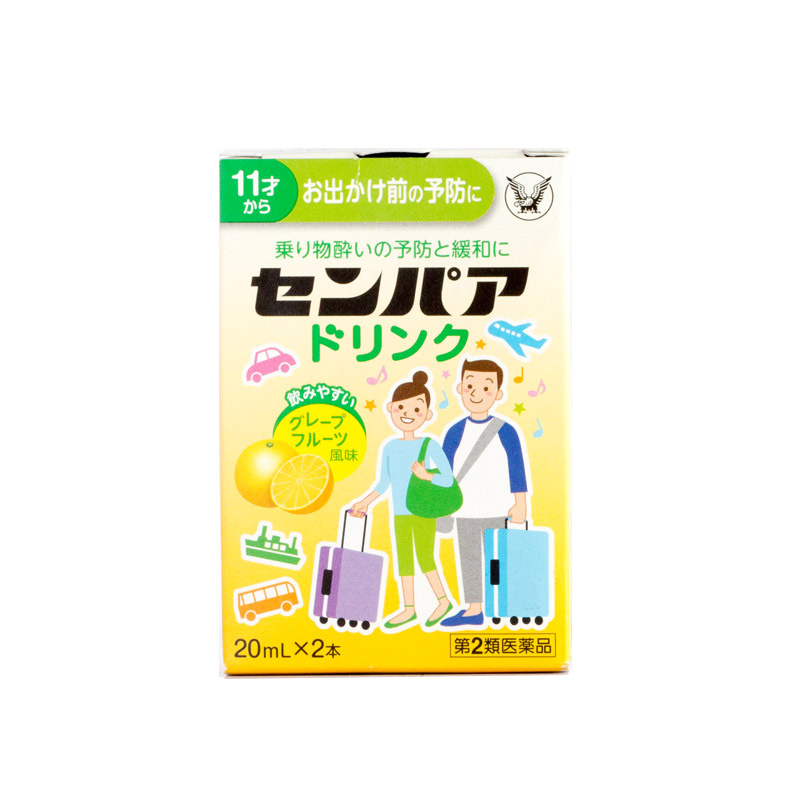 11才
から
お出かけ前の予防に
乗り物酔いの予防と緩和に
センパア
ドリンク
飲みやすい
グレープ
フルーツ
風味
20mL×2本
第2類医薬品